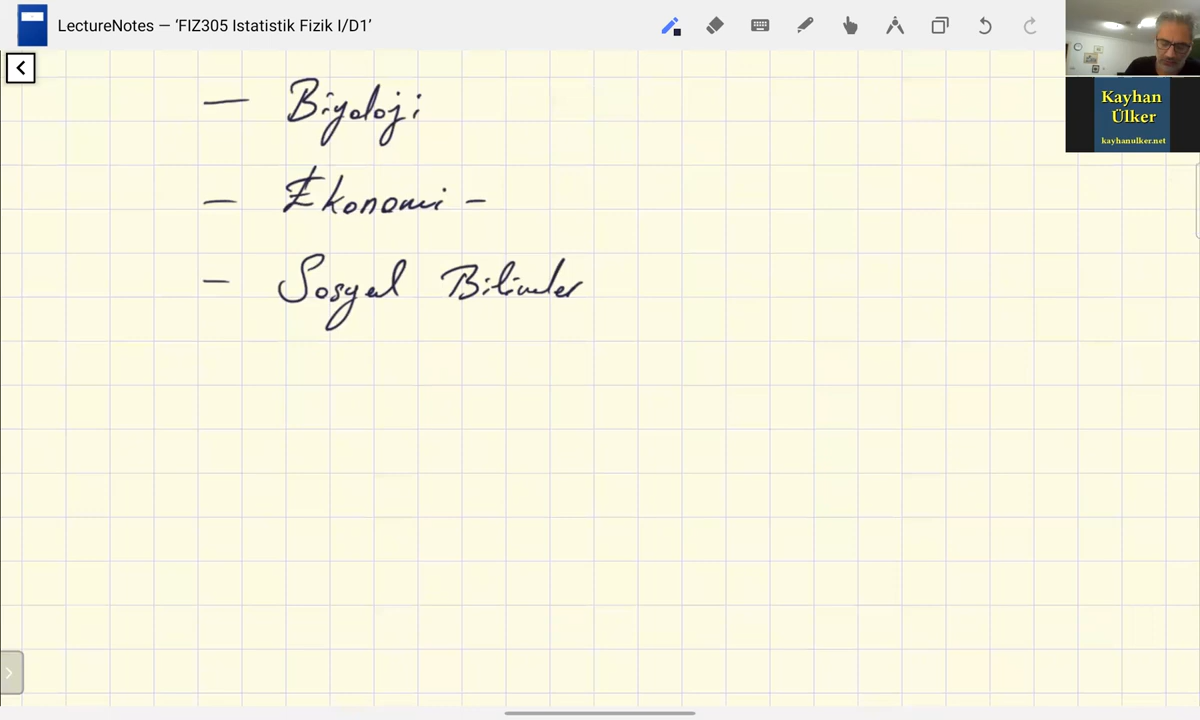 LectureNotes — ‘FIZ305 Istatistik Fizik I/D1’
Kayhan
Ülker
kayhanulker.net
— Biyoloji
— Ekonomi -
— Sosyal Bilimler